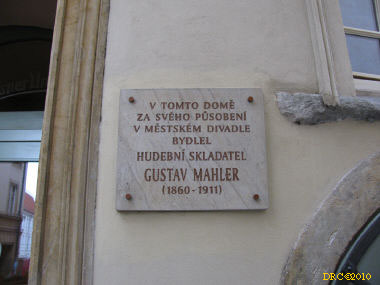 V TOMTO DOMĚ
ZA SVÉHO PŮSOBENÍ
V MĚSTSKÉM DIVADLE
BYDLEL
HUDEBNÍ SKLADATEL
GUSTAV MAHLER
(1860-1911)
DRC©2010